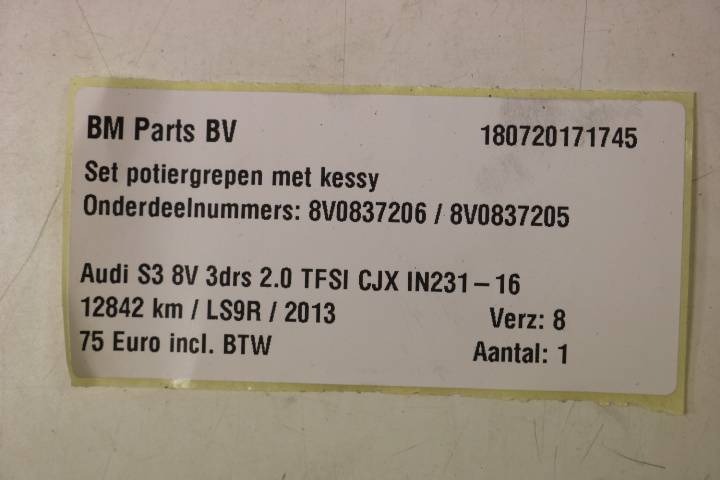 BM Parts BV 180720171745
Set potiergrepen met kessy
Onderdeelnummers: 8V0837206 / 8V0837205
Audi S3 8V 3drs 2.0 TFSI CJX IN231-16
12842 km / LS9R / 2013 Verz: 8
75 Euro incl. BTW Aantal: 1